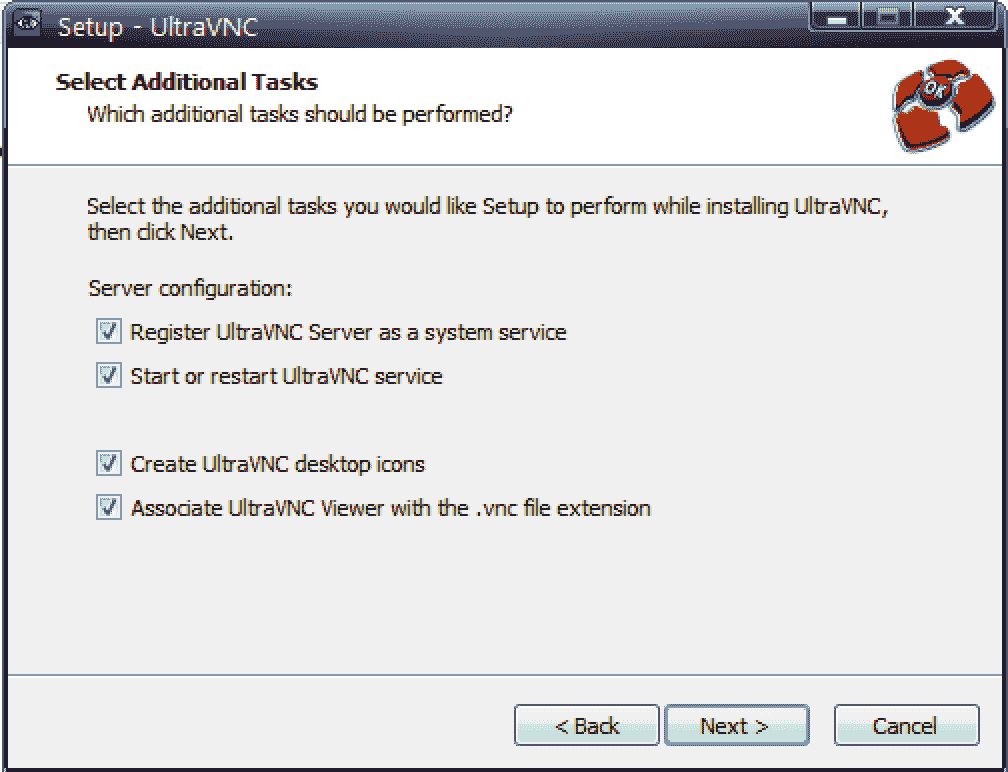 Setup - UltraVNC
Select Additional Tasks
Which additional tasks should be performed?
OK
Select the additional tasks you would like Setup to perform while installing UltraVNC,
then click Next.
Server configuration:
Register UltraVNC Server as a system service
Start or restart UltraVNC service
Create UltraVNC desktop icons
Associate UltraVNC Viewer with the .vnc file extension
< Back
Next >
Cancel